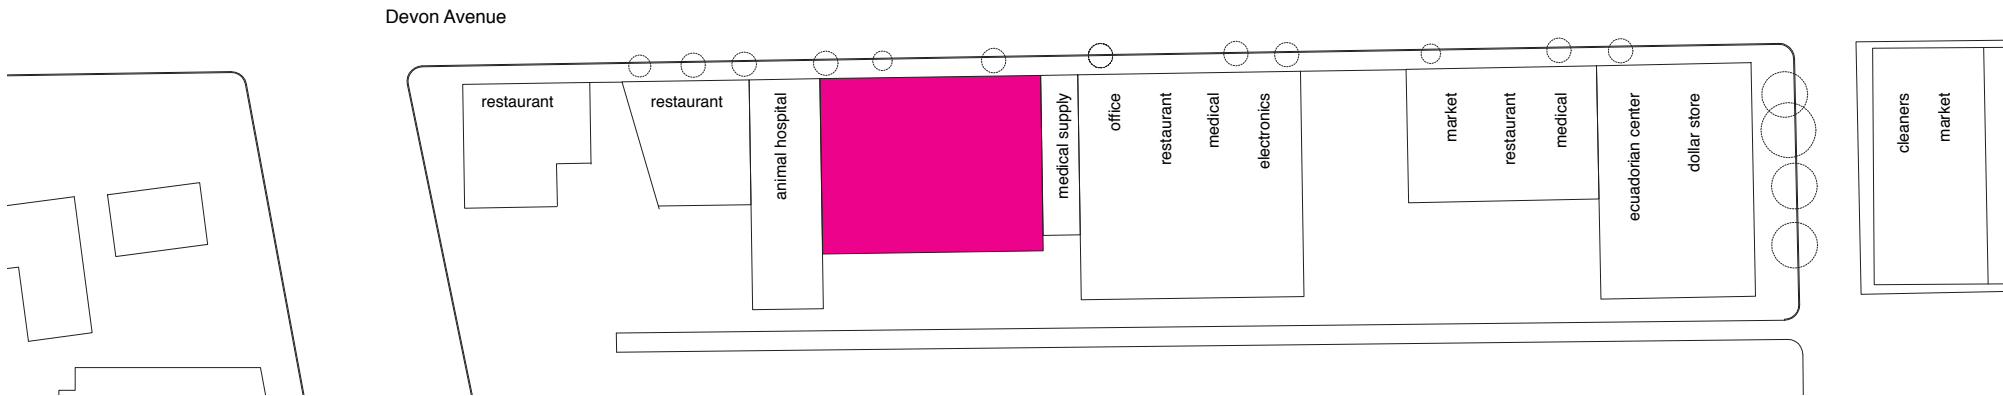 Devon Avenue
restaurant
restaurant
animal hospital
medical supply
office
restaurant
medical
electronics
market
restaurant
medical
ecuadorian center
dollar store
cleaners
market